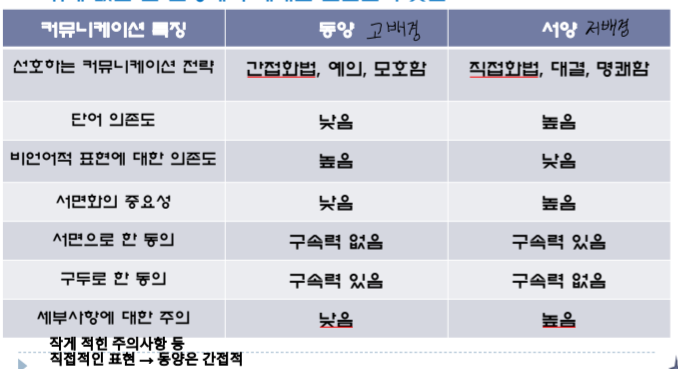 커뮤니케이션 특징 동양 고배경 서양 저배경
선호하는 커뮤니케이션 전략 간접화법, 예의, 모호함 직접화법, 대결, 명쾌함
단어 의존도 낮음 높음
비언어적 표현에 대한 의존도 높음 낮음
서면화의 중요성 낮음 높음
서면으로 한 동의 구속력 없음 구속력 있음
구두로 한 동의 구속력 있음 구속력 없음
세부사항에 대한 주의 낮음 높음
작게 적힌 주의사항 등
직접적인 표현 → 동양은 간접적